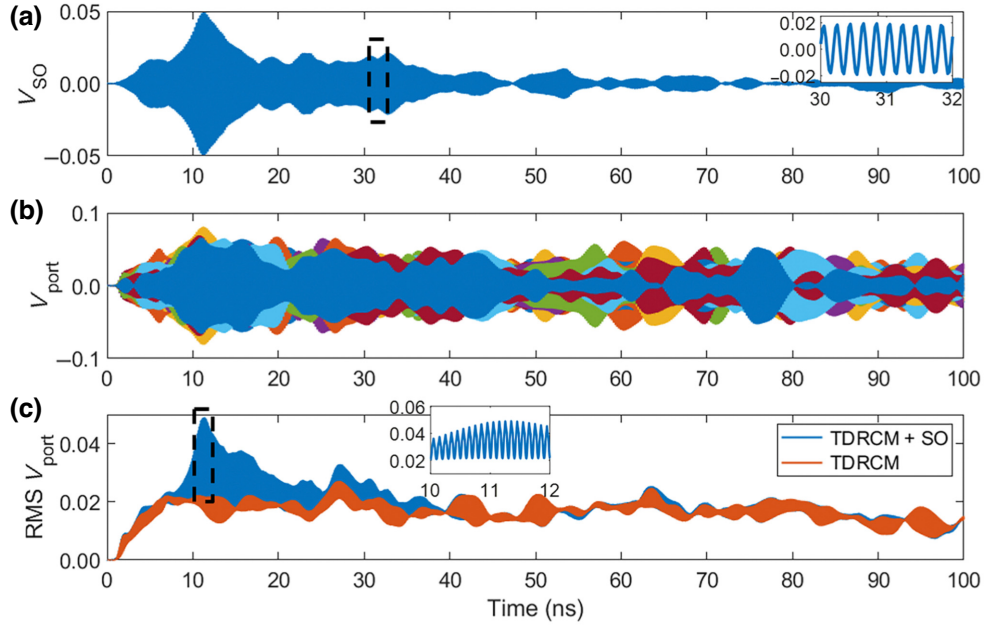 (a)
V_SO
0.05
0.00
−0.05
0 10 20 30 40 50 60 70 80 90 100
0.02
0.00
−0.02
30 31 32
(b)
V_port
0.1
0.0
−0.1
0 10 20 30 40 50 60 70 80 90 100
(c)
RMS V_port
0.04
0.02
0.00
0.06
0.04
0.02
10 11 12
TDRCM + SO
TDRCM
0 10 20 30 40 50 60 70 80 90 100
Time (ns)